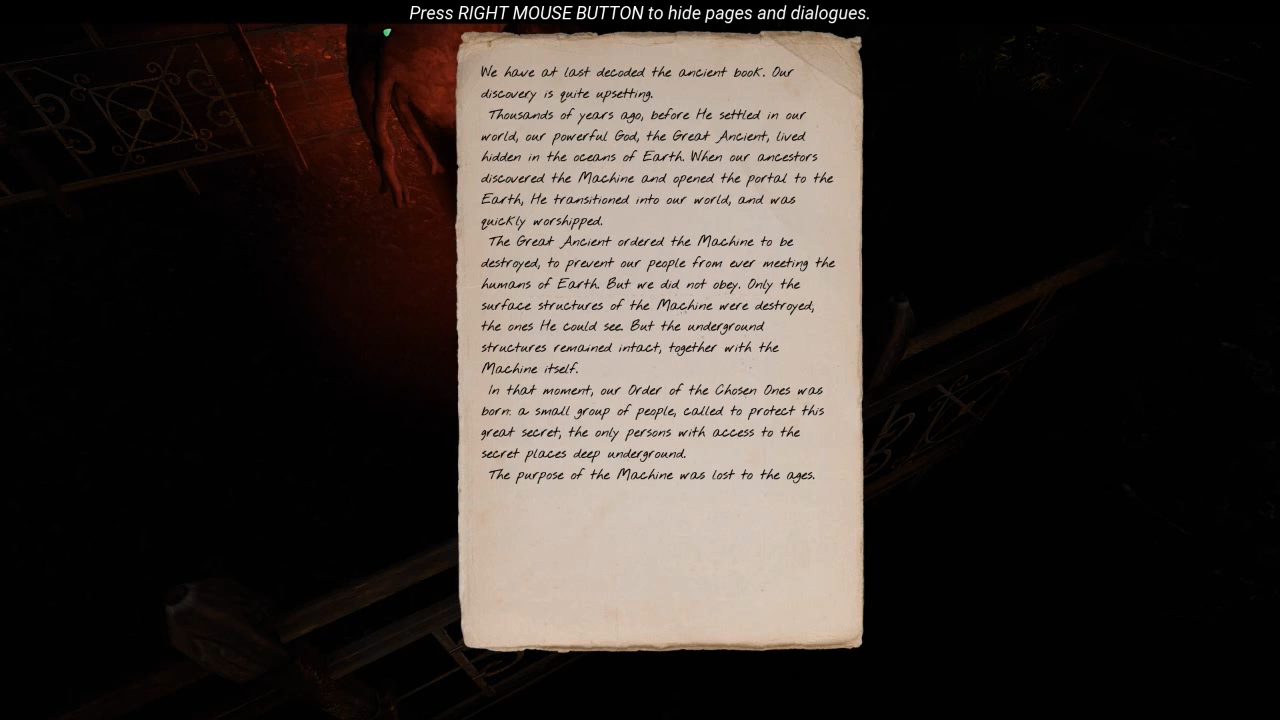 Press RIGHT MOUSE BUTTON to hide pages and dialogues.
We have at last decoded the ancient book. Our
discovery is quite upsetting.
Thousands of years ago, before He settled in our
world, our powerful God, the Great Ancient, lived
hidden in the oceans of Earth. When our ancestors
discovered the Machine and opened the portal to the
Earth, He transitioned into our world, and was
quickly worshipped.
The Great Ancient ordered the Machine to be
destroyed, to prevent our people from ever meeting the
humans of Earth. But we did not obey. Only the
surface structures of the Machine were destroyed,
the ones He could see. But the underground
structures remained intact, together with the
Machine itself.
In that moment, our Order of the Chosen Ones was
born: a small group of people, called to protect this
great secret, the only persons with access to the
secret places deep underground.
The purpose of the Machine was lost to the ages.